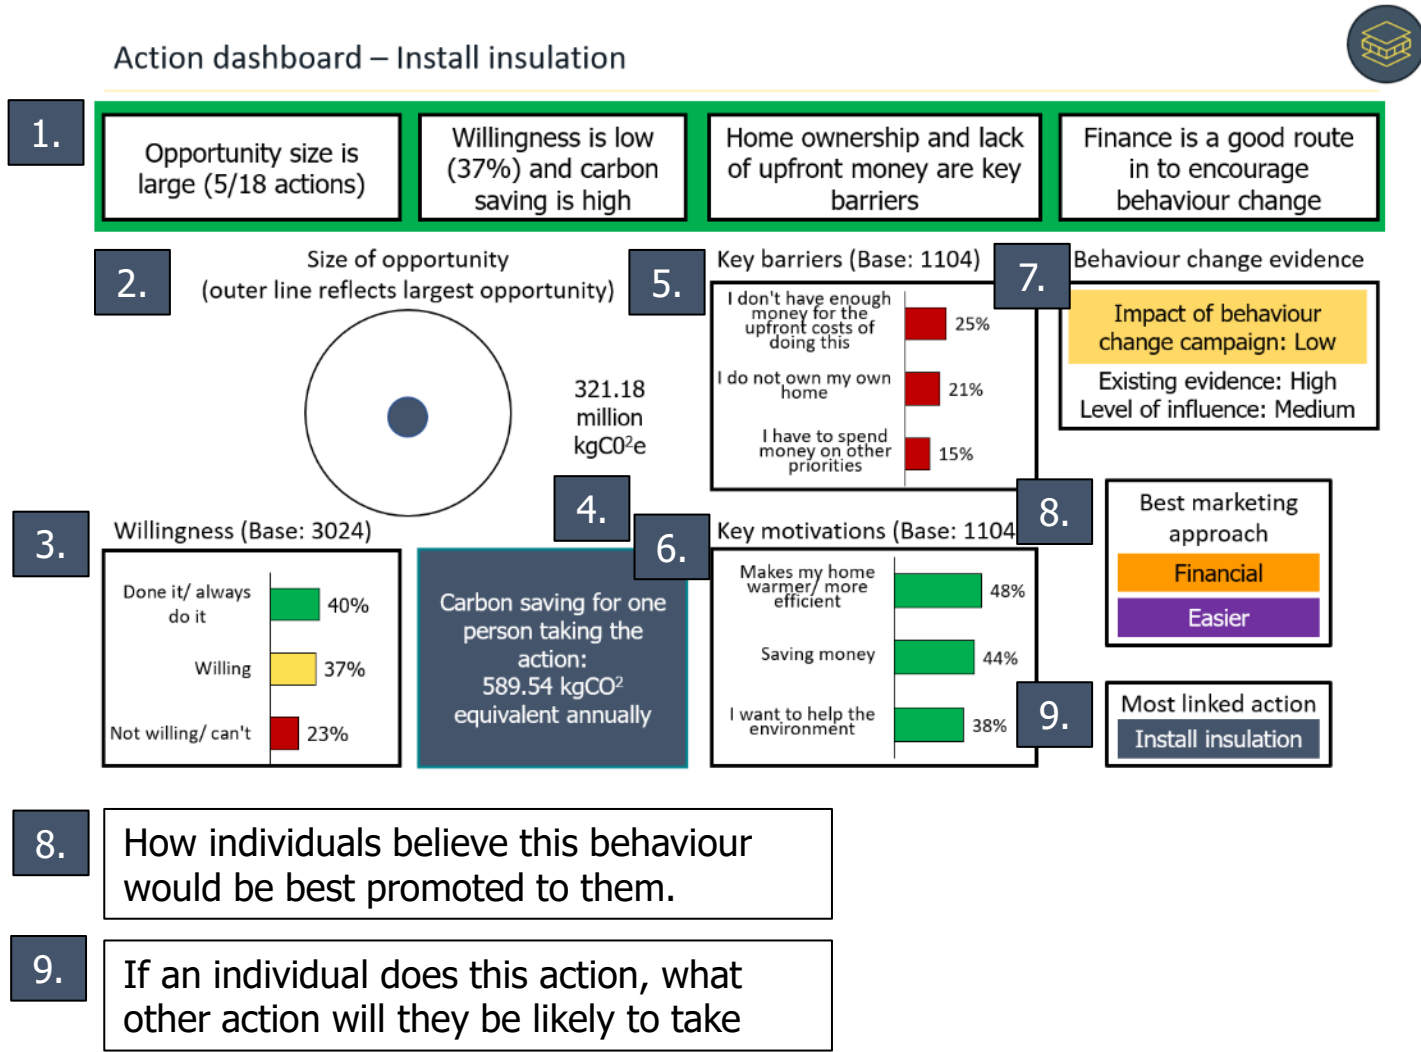 Action dashboard – Install insulation
1.
Opportunity size is
large (5/18 actions)
Willingness is low
(37%) and carbon
saving is high
Home ownership and lack
of upfront money are key
barriers
Finance is a good route
in to encourage
behaviour change
2.
Size of opportunity
(outer line reflects largest opportunity)
321.18
million
kgC0²e
5.
Key barriers (Base: 1104)
I don't have enough
money for the
upfront costs of
doing this
25%
I do not own my own
home
21%
I have to spend
money on other
priorities
15%
7.
Behaviour change evidence
Impact of behaviour
change campaign: Low
Existing evidence: High
Level of influence: Medium
3.
Willingness (Base: 3024)
Done it/ always
do it
40%
Willing
37%
Not willing/ can't
23%
4.
Carbon saving for one
person taking the
action:
589.54 kgCO²
equivalent annually
6.
Key motivations (Base: 1104
Makes my home
warmer/ more
efficient
48%
Saving money
44%
I want to help the
environment
38%
8.
Best marketing
approach
Financial
Easier
9.
Most linked action
Install insulation
8.
How individuals believe this behaviour
would be best promoted to them.
9.
If an individual does this action, what
other action will they be likely to take